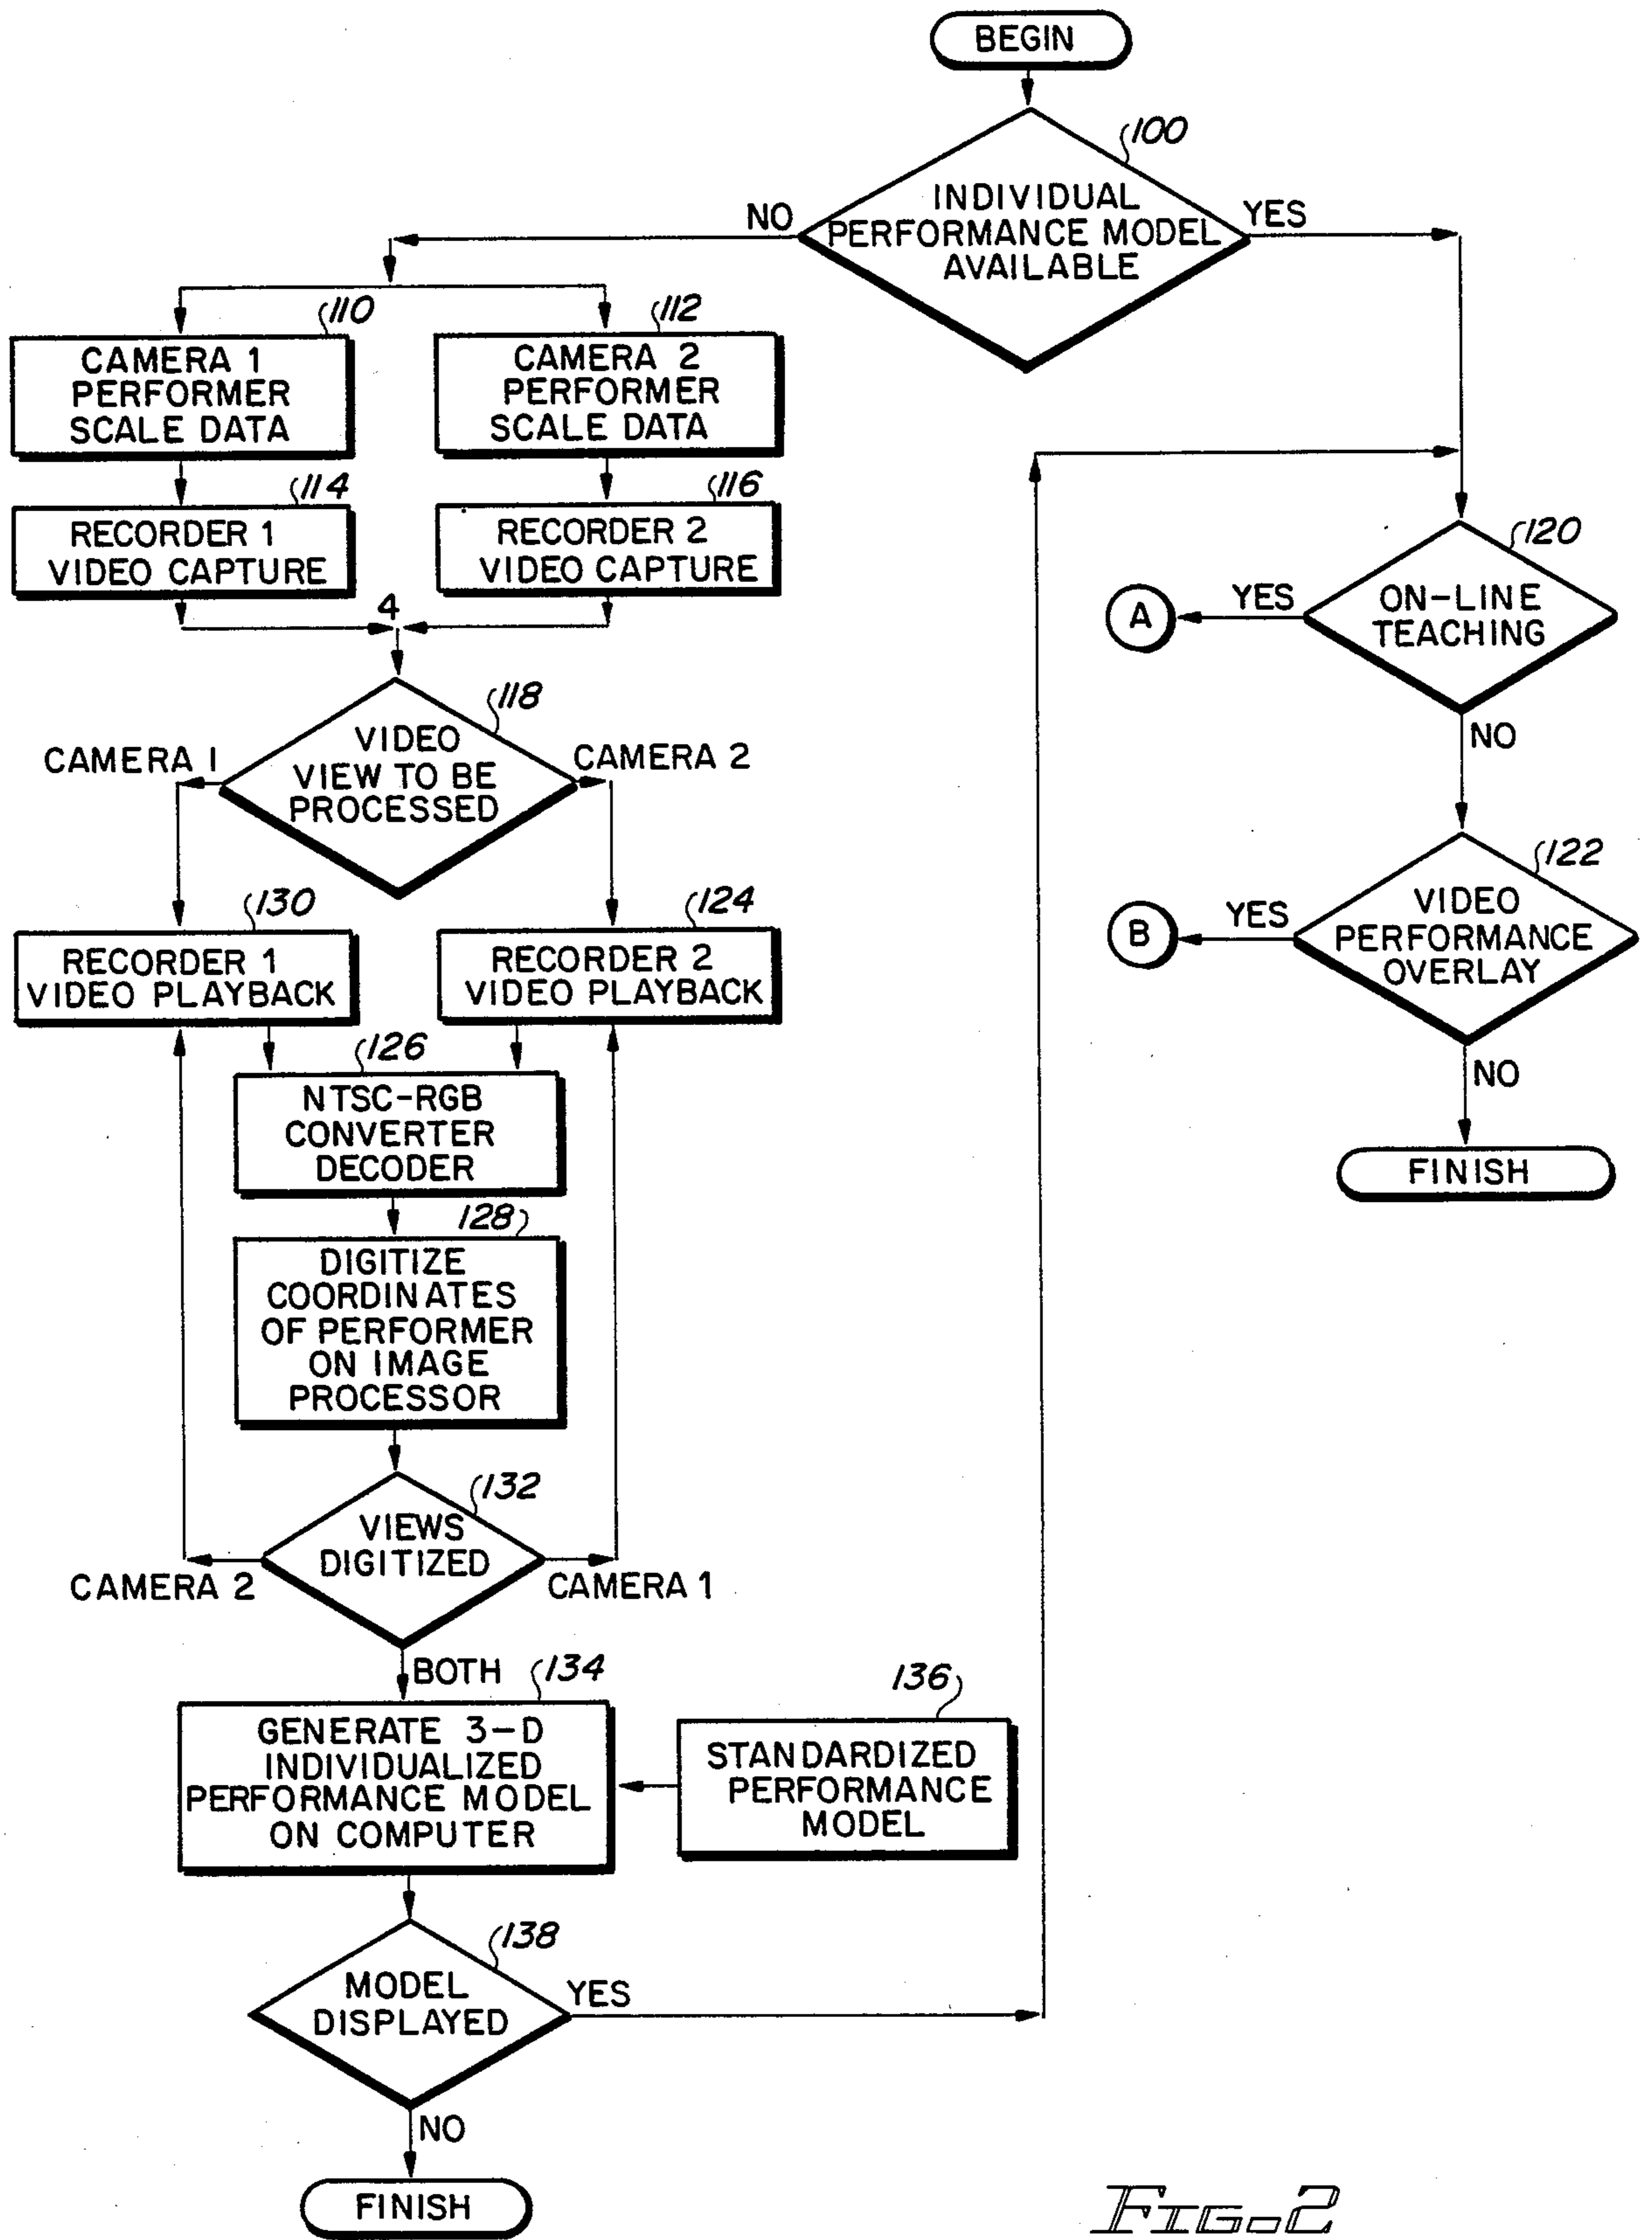 BEGIN
100
INDIVIDUAL
PERFORMANCE MODEL
AVAILABLE
NO
YES
110
CAMERA 1
PERFORMER
SCALE DATA
112
CAMERA 2
PERFORMER
SCALE DATA
114
RECORDER 1
VIDEO CAPTURE
116
RECORDER 2
VIDEO CAPTURE
4
118
VIDEO
VIEW TO BE
PROCESSED
CAMERA 1
CAMERA 2
120
ON-LINE
TEACHING
YES
A
NO
122
VIDEO
PERFORMANCE
OVERLAY
YES
B
NO
FINISH
130
RECORDER 1
VIDEO PLAYBACK
124
RECORDER 2
VIDEO PLAYBACK
126
NTSC-RGB
CONVERTER
DECODER
128
DIGITIZE
COORDINATES
OF PERFORMER
ON IMAGE
PROCESSOR
132
VIEWS
DIGITIZED
CAMERA 2
CAMERA 1
BOTH
134
GENERATE 3-D
INDIVIDUALIZED
PERFORMANCE MODEL
ON COMPUTER
136
STANDARDIZED
PERFORMANCE
MODEL
138
MODEL
DISPLAYED
YES
NO
FINISH
FIG-2